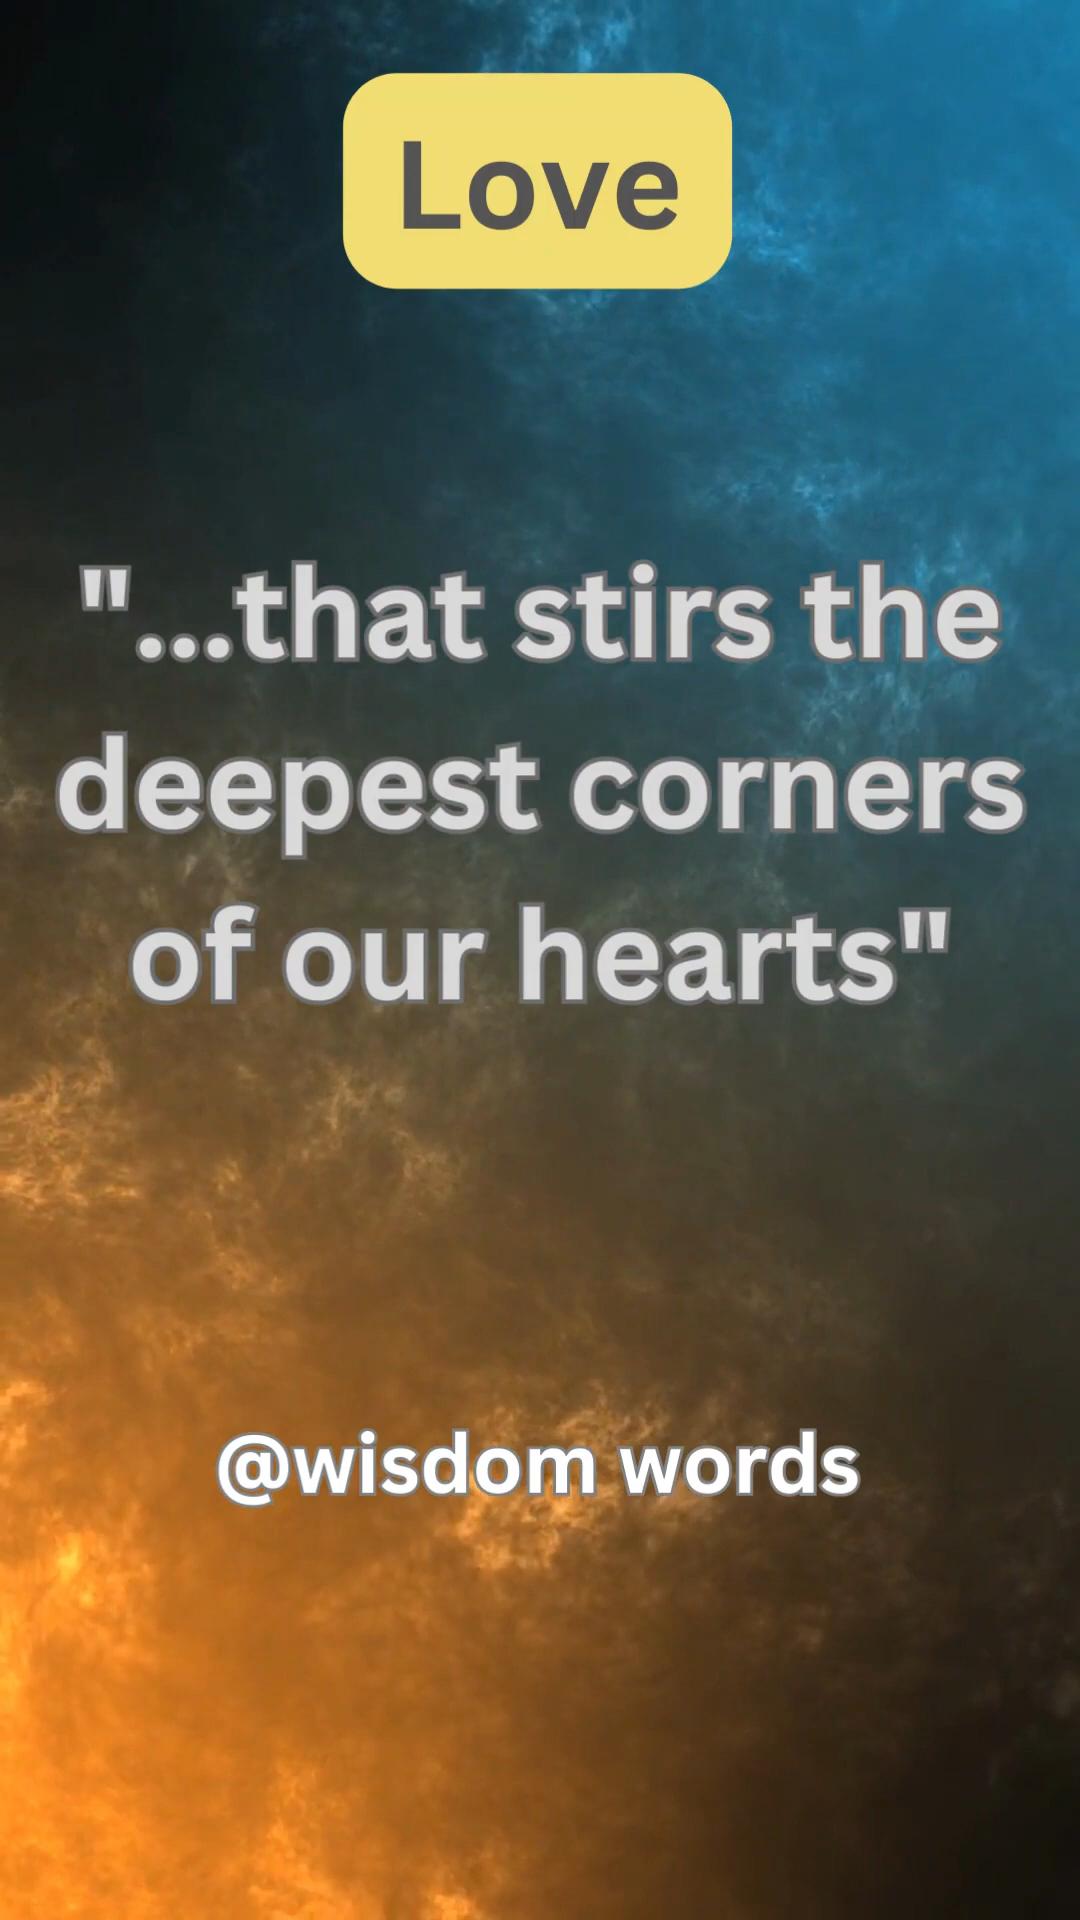 Love
"...that stirs the
deepest corners
of our hearts"
@wisdom words